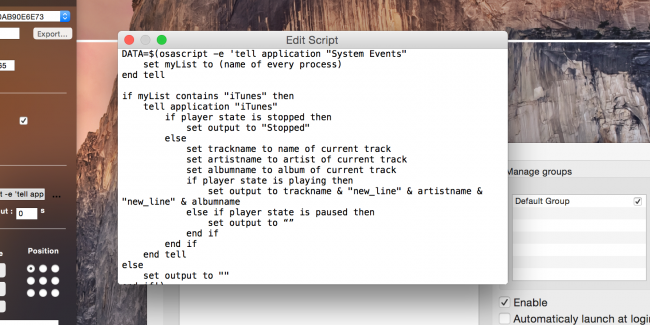 0AB90E6E73
Export...
Edit Script
DATA=$(osascript -e 'tell application "System Events"
set myList to (name of every process)
end tell
if myList contains "iTunes" then
tell application "iTunes"
if player state is stopped then
set output to "Stopped"
else
set trackname to name of current track
set artistname to artist of current track
set albumname to album of current track
if player state is playing then
set output to trackname & "new_line" & artistname &
"new_line" & albumname
else if player state is paused then
set output to “”
end if
end if
end tell
else
set output to ""
t -e 'tell app
...
ut :
0
s
Position
Manage groups
Default Group
Enable
Automaticaly launch at login